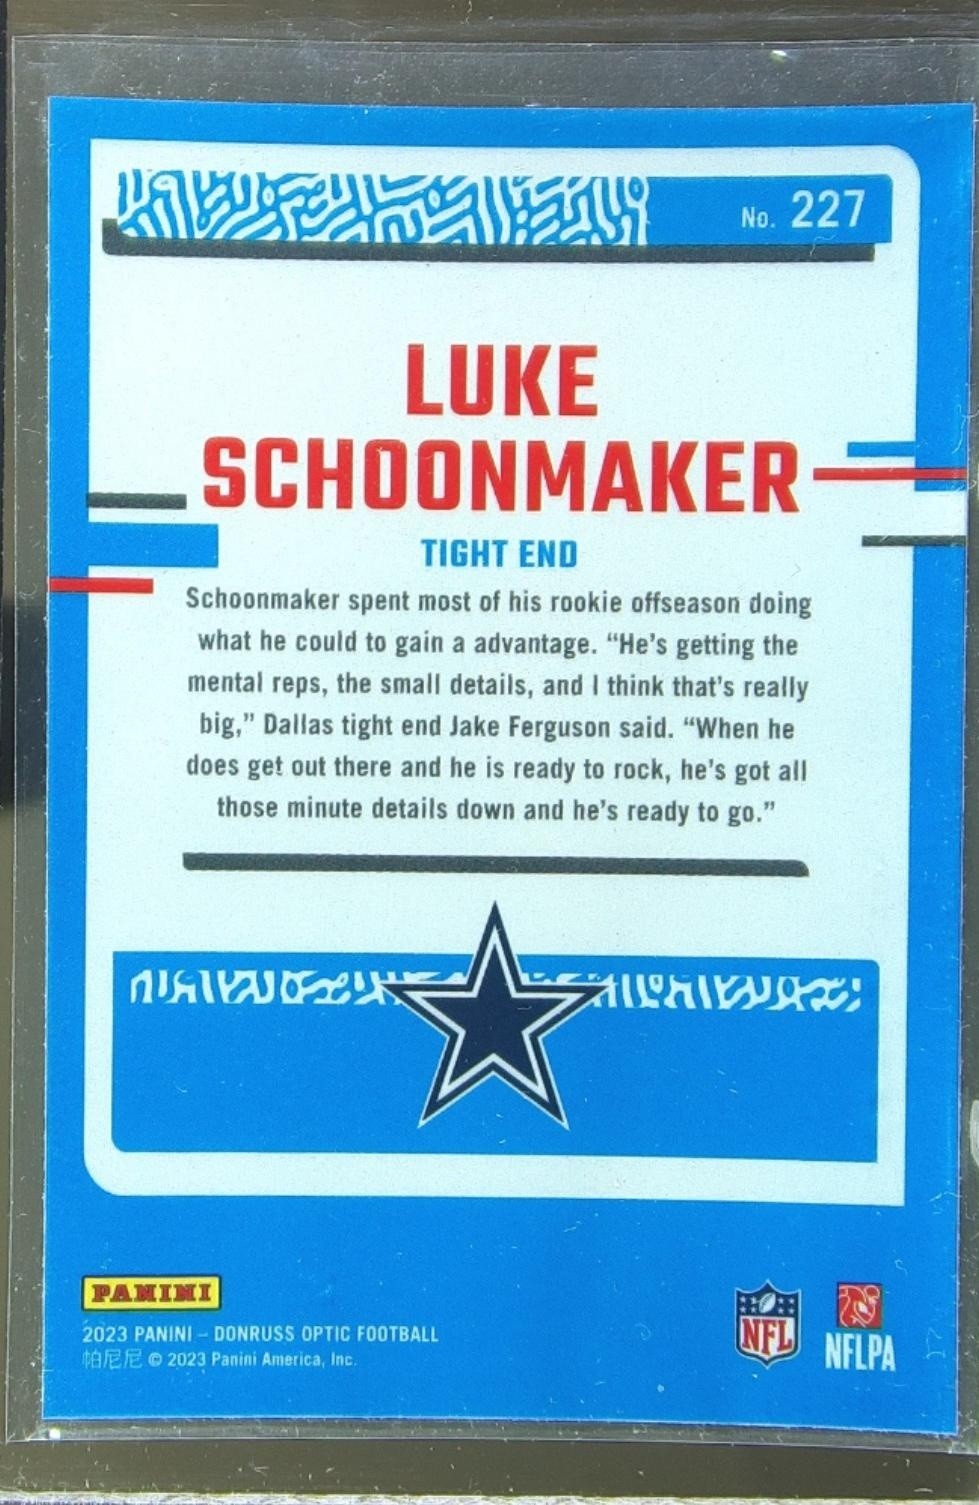 No. 227
LUKE
SCHOONMAKER
TIGHT END
Schoonmaker spent most of his rookie offseason doing
what he could to gain a advantage. “He’s getting the
mental reps, the small details, and I think that’s really
big,” Dallas tight end Jake Ferguson said. “When he
does get out there and he is ready to rock, he’s got all
those minute details down and he’s ready to go.”
PANINI
2023 PANINI – DONRUSS OPTIC FOOTBALL
帕尼尼 © 2023 Panini America, Inc.
NFL
NFLPA